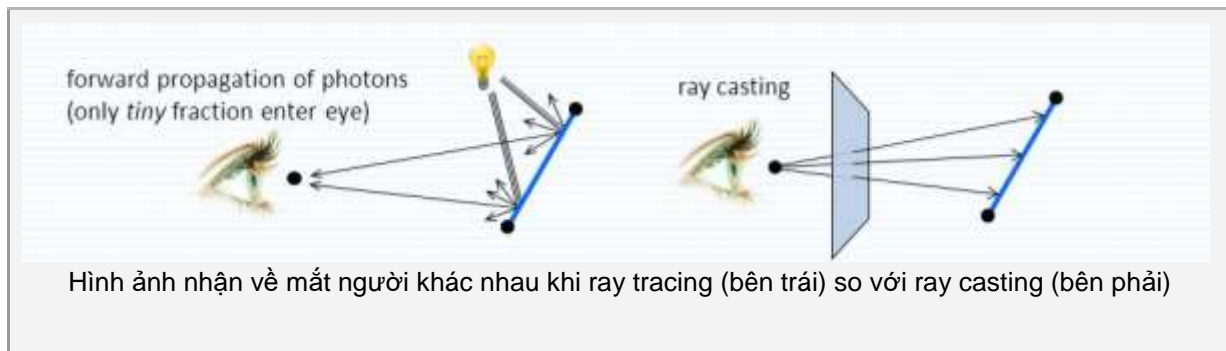 forward propagation of photons
(only tiny fraction enter eye)
ray casting
Hình ảnh nhận về mắt người khác nhau khi ray tracing (bên trái) so với ray casting (bên phải)